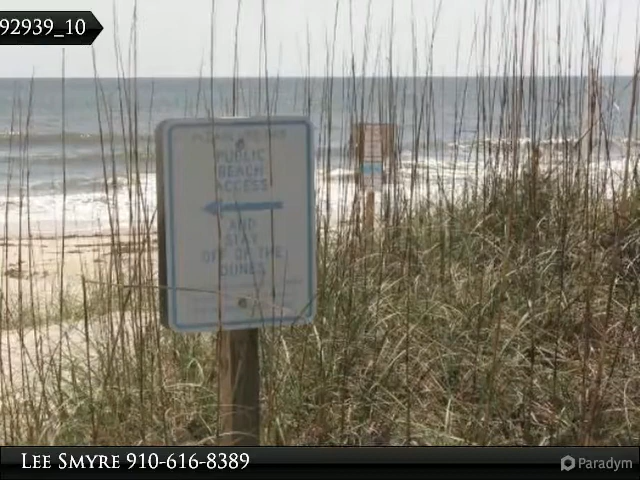 92939_10
PUBLIC
BEACH
ACCESS
AND
STAY
OFF OF THE
DUNES
LEE SMYRE 910-616-8389
Paradym